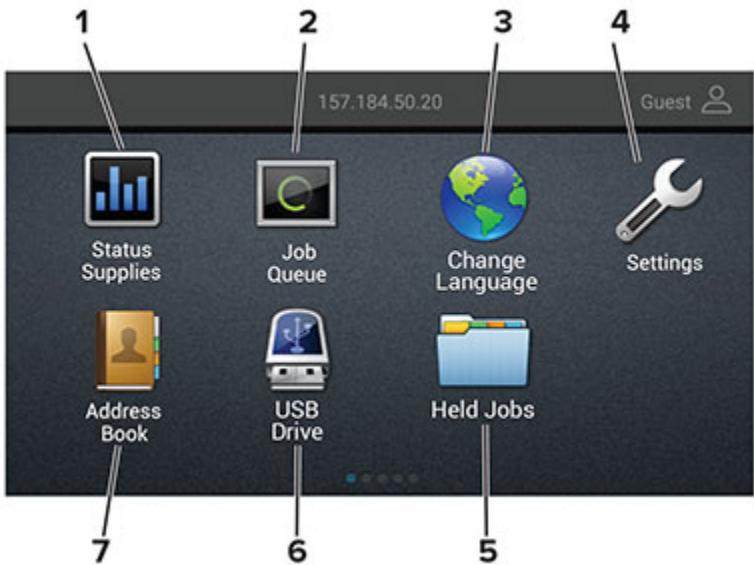 1 2 3 4
157.184.50.20 Guest
Status Supplies
Job Queue
Change Language
Settings
Address Book
USB Drive
Held Jobs
7 6 5